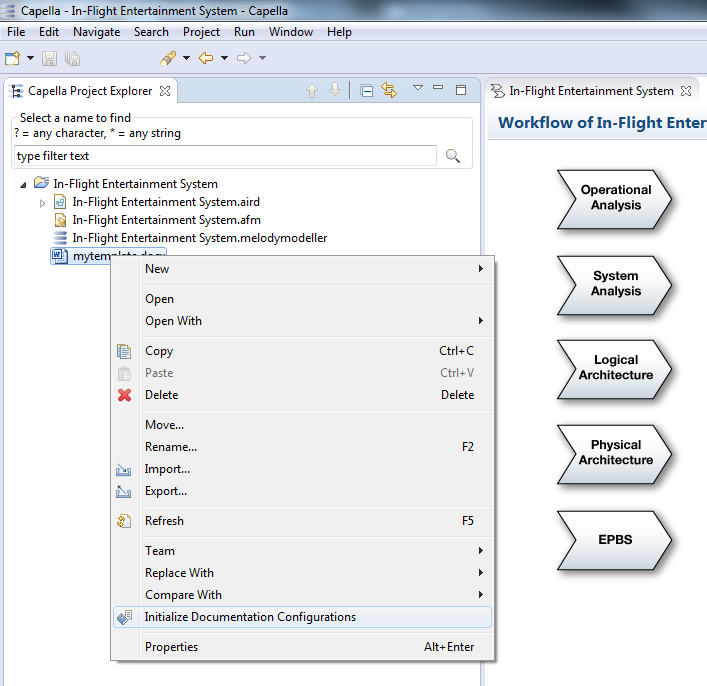 Capella - In-Flight Entertainment System - Capella
File Edit Navigate Search Project Run Window Help
Capella Project Explorer
In-Flight Entertainment System
Select a name to find
? = any character, * = any string
type filter text
Workflow of In-Flight Enter
In-Flight Entertainment System
In-Flight Entertainment System.aird
In-Flight Entertainment System.afm
In-Flight Entertainment System.melodymodeller
mytemplate.docx
New
Open
Open With
Copy Ctrl+C
Paste Ctrl+V
Delete Delete
Move...
Rename... F2
Import...
Export...
Refresh F5
Team
Replace With
Compare With
Initialize Documentation Configurations
Properties Alt+Enter
Operational
Analysis
System
Analysis
Logical
Architecture
Physical
Architecture
EPBS